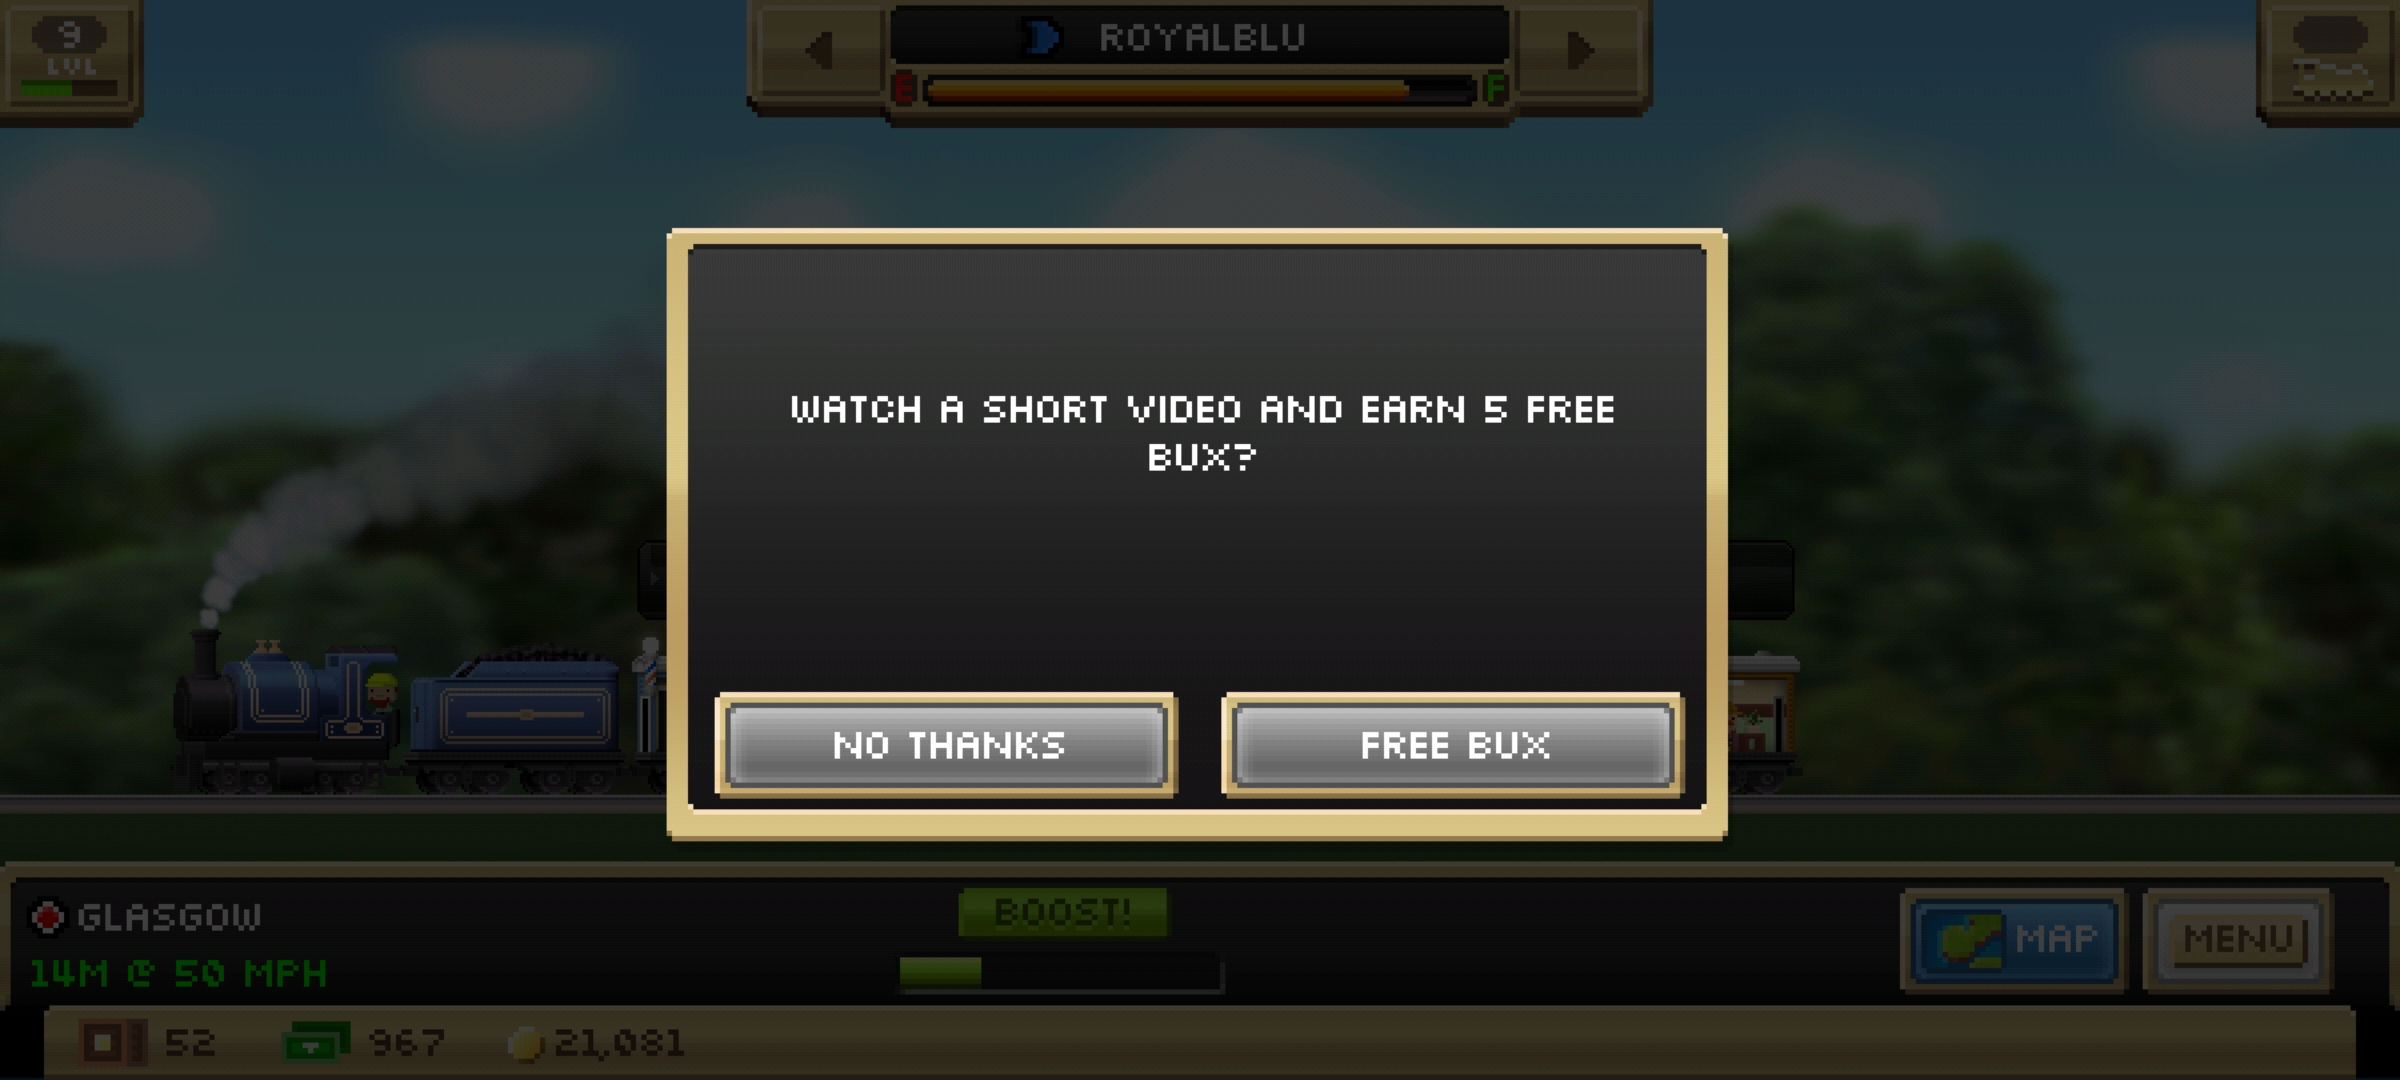 9
LVL
ROYALBLU
E F
WATCH A SHORT VIDEO AND EARN 5 FREE
BUX?
NO THANKS FREE BUX
GLASGOW
14M @ 50 MPH
BOOST!
MAP MENU
52 967 21,081